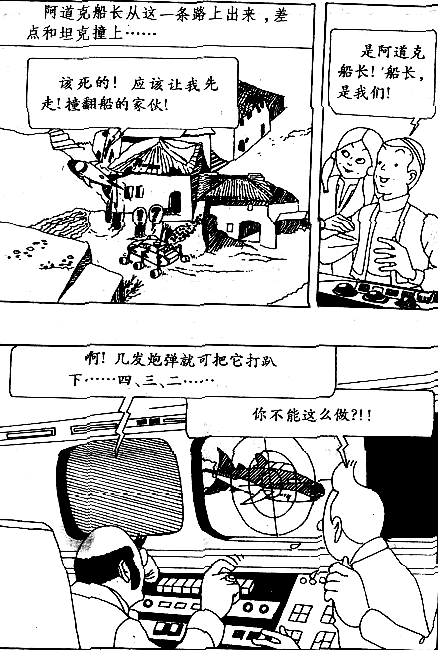 阿道克船长从这一条路上出来，差
点和坦克撞上……
该死的！应该让我先
走！撞翻船的家伙！
是阿道克
船长！船长，
是我们！
啊！几发炮弹就可把它打趴
下……四、三、二……
你不能这么做?!!